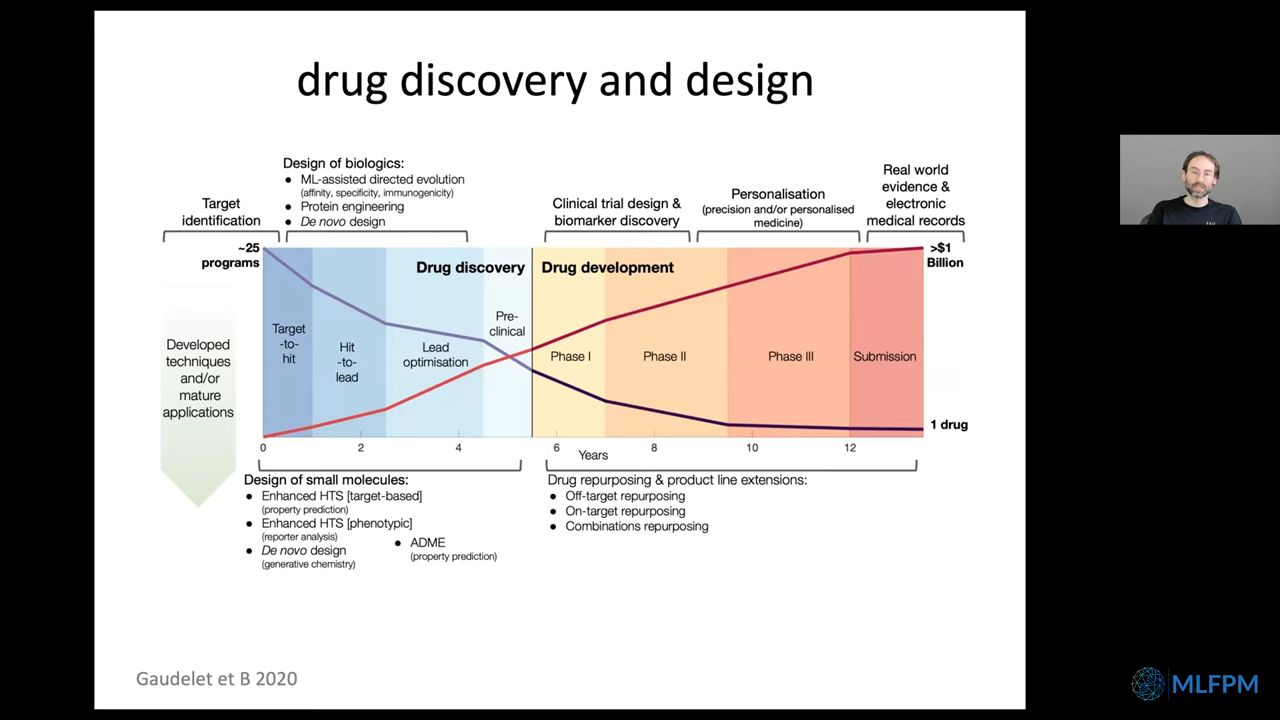 drug discovery and design
Design of biologics:
● ML-assisted directed evolution
(affinity, specificity, immunogenicity)
● Protein engineering
● De novo design
Target
identification
Clinical trial design &
biomarker discovery
Personalisation
(precision and/or personalised
medicine)
Real world
evidence &
electronic
medical records
~25
programs
Drug discovery
Drug development
>$1
Billion
Developed
techniques
and/or
mature
applications
Target
-to-
hit
Hit
-to-
lead
Lead
optimisation
Pre-
clinical
Phase I
Phase II
Phase III
Submission
1 drug
0 2 4 6 8 10 12
Years
Design of small molecules:
● Enhanced HTS [target-based]
(property prediction)
● Enhanced HTS [phenotypic]
(reporter analysis)
● De novo design
(generative chemistry)
● ADME
(property prediction)
Drug repurposing & product line extensions:
● Off-target repurposing
● On-target repurposing
● Combinations repurposing
Gaudelet et B 2020
MLFPM